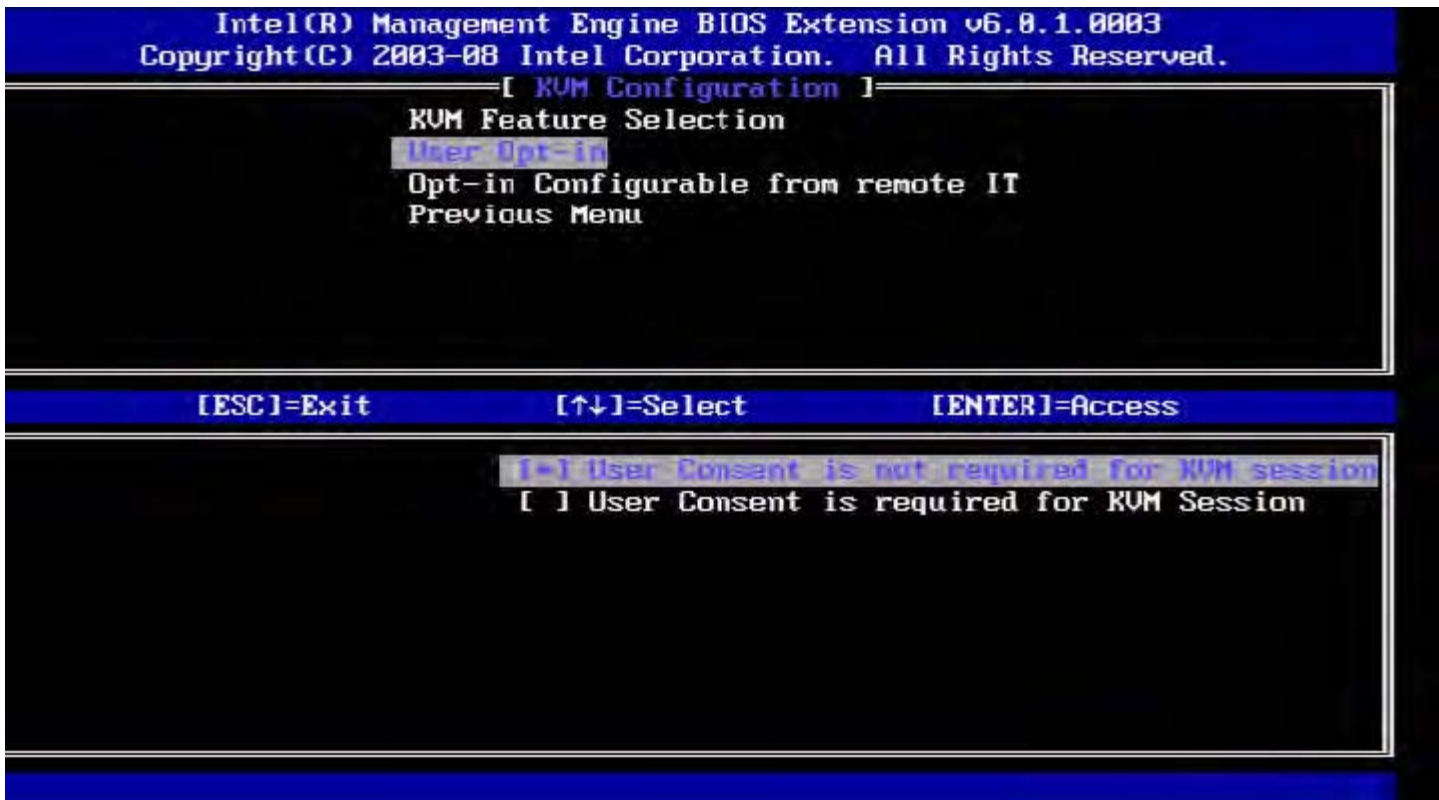 Intel(R) Management Engine BIOS Extension v6.0.1.0003
Copyright(C) 2003-08 Intel Corporation. All Rights Reserved.
[ KVM Configuration ]
KVM Feature Selection
User Opt-in
Opt-in Configurable from remote IT
Previous Menu
[ESC]=Exit [↑↓]=Select [ENTER]=Access
[*] User Consent is not required for KVM session
[ ] User Consent is required for KVM Session